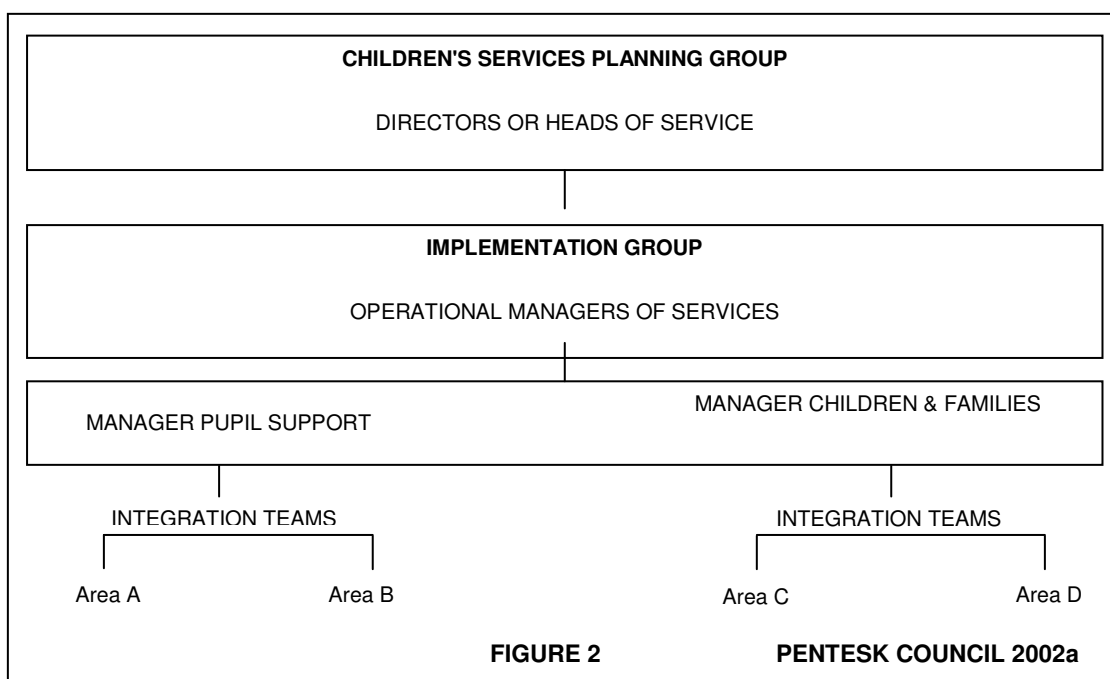 CHILDREN'S SERVICES PLANNING GROUP
DIRECTORS OR HEADS OF SERVICE
IMPLEMENTATION GROUP
OPERATIONAL MANAGERS OF SERVICES
MANAGER PUPIL SUPPORT
MANAGER CHILDREN & FAMILIES
INTEGRATION TEAMS
INTEGRATION TEAMS
Area A
Area B
Area C
Area D
FIGURE 2
PENTESK COUNCIL 2002a